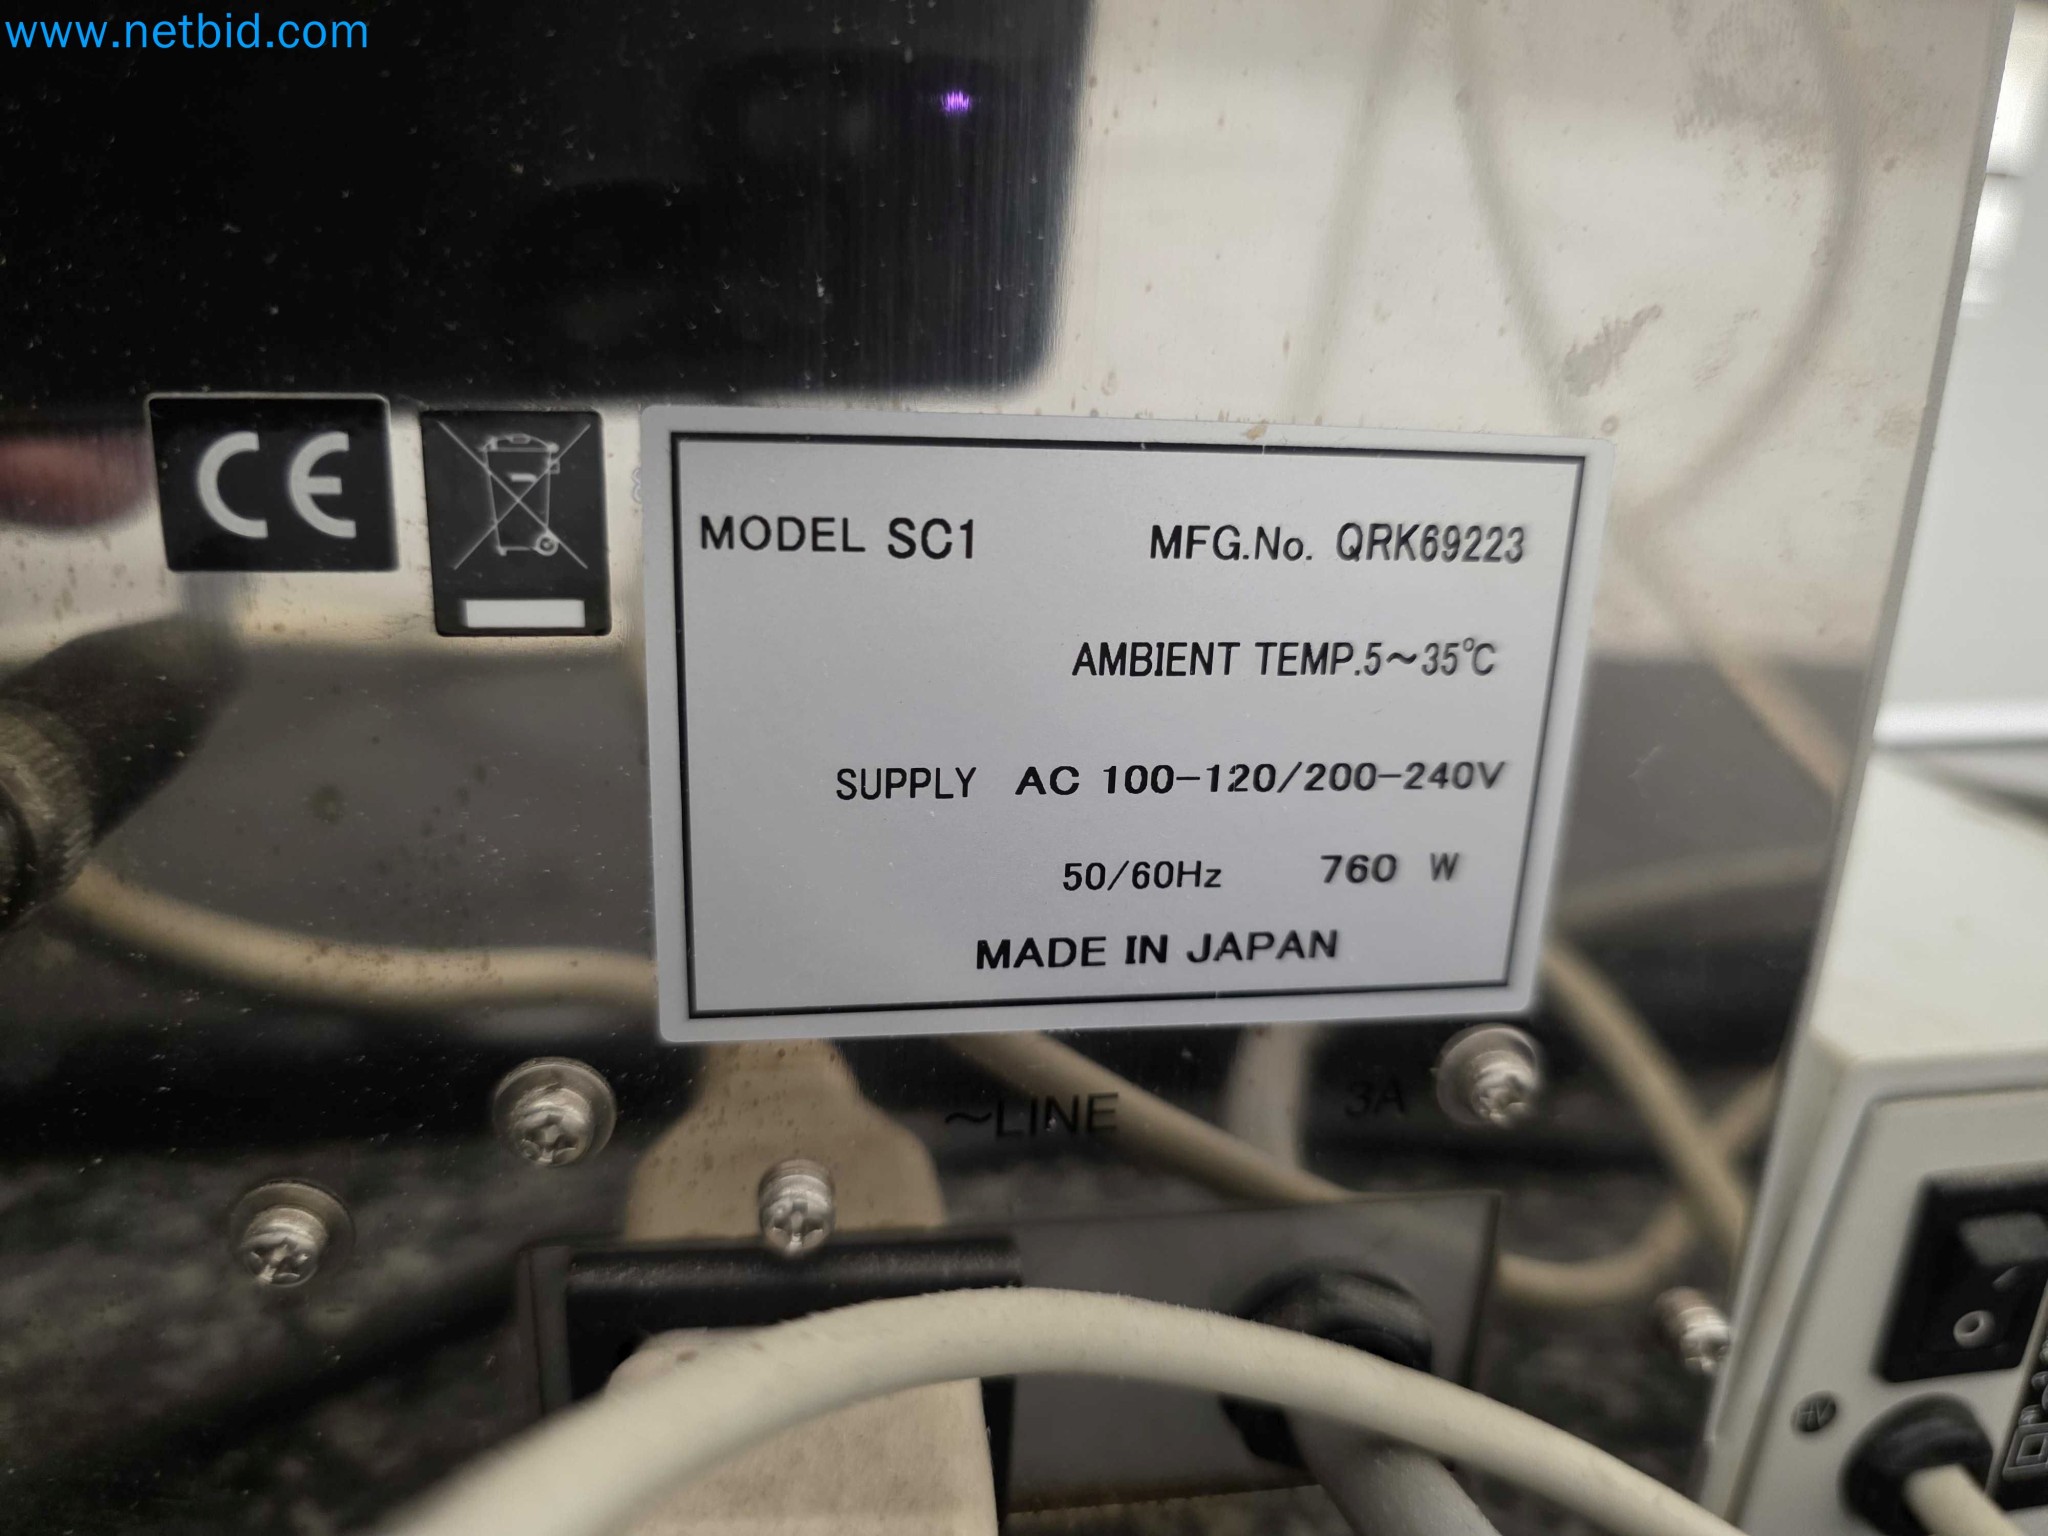 www.netbid.com
CE
MODEL SC1 MFG.No. QRK69223
AMBIENT TEMP.5~35℃
SUPPLY AC 100-120/200-240V
50/60Hz 760 W
MADE IN JAPAN
~LINE 3A
HV